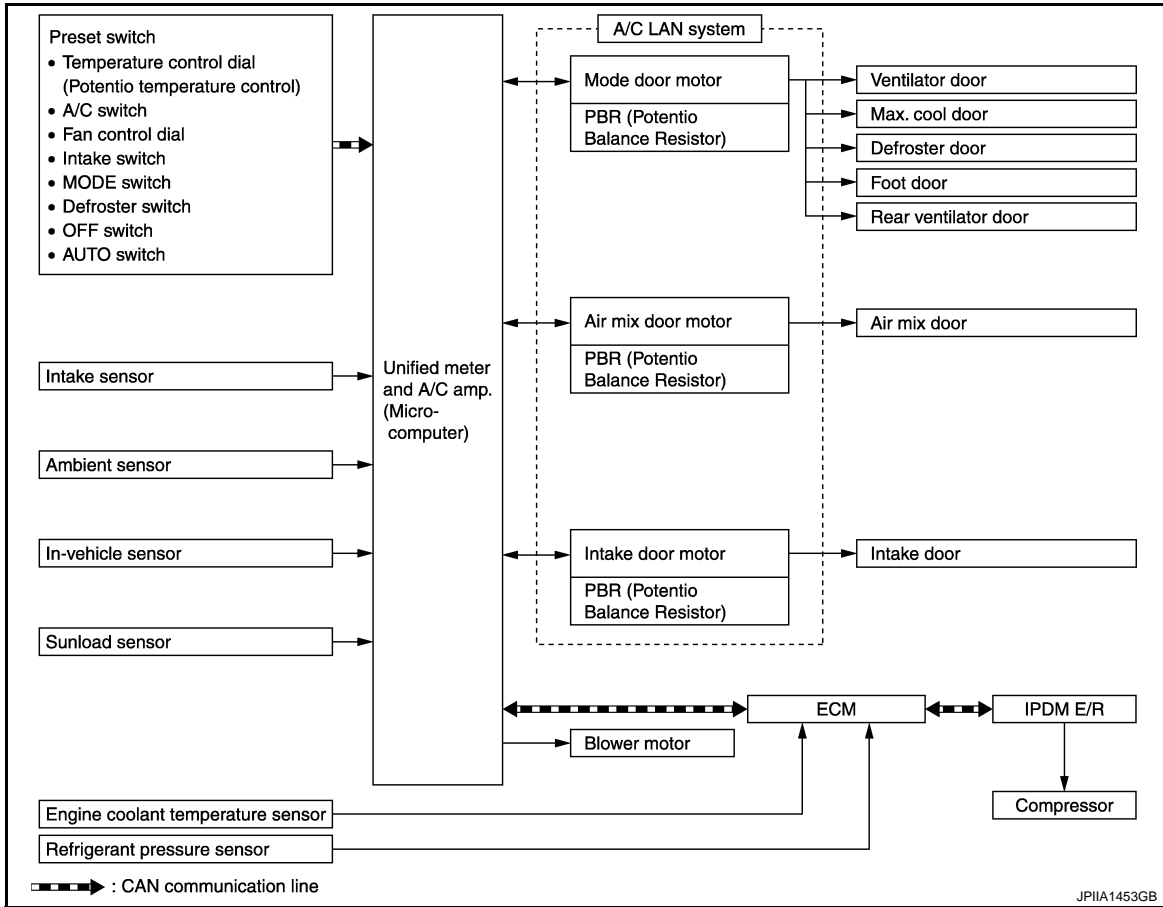 Preset switch
• Temperature control dial
(Potentio temperature control)
• A/C switch
• Fan control dial
• Intake switch
• MODE switch
• Defroster switch
• OFF switch
• AUTO switch
Intake sensor
Ambient sensor
In-vehicle sensor
Sunload sensor
Unified meter
and A/C amp.
(Micro-
computer)
A/C LAN system
Mode door motor
PBR (Potentio
Balance Resistor)
Ventilator door
Max. cool door
Defroster door
Foot door
Rear ventilator door
Air mix door motor
PBR (Potentio
Balance Resistor)
Air mix door
Intake door motor
PBR (Potentio
Balance Resistor)
Intake door
ECM
IPDM E/R
Blower motor
Compressor
Engine coolant temperature sensor
Refrigerant pressure sensor
: CAN communication line
JPIIA1453GB